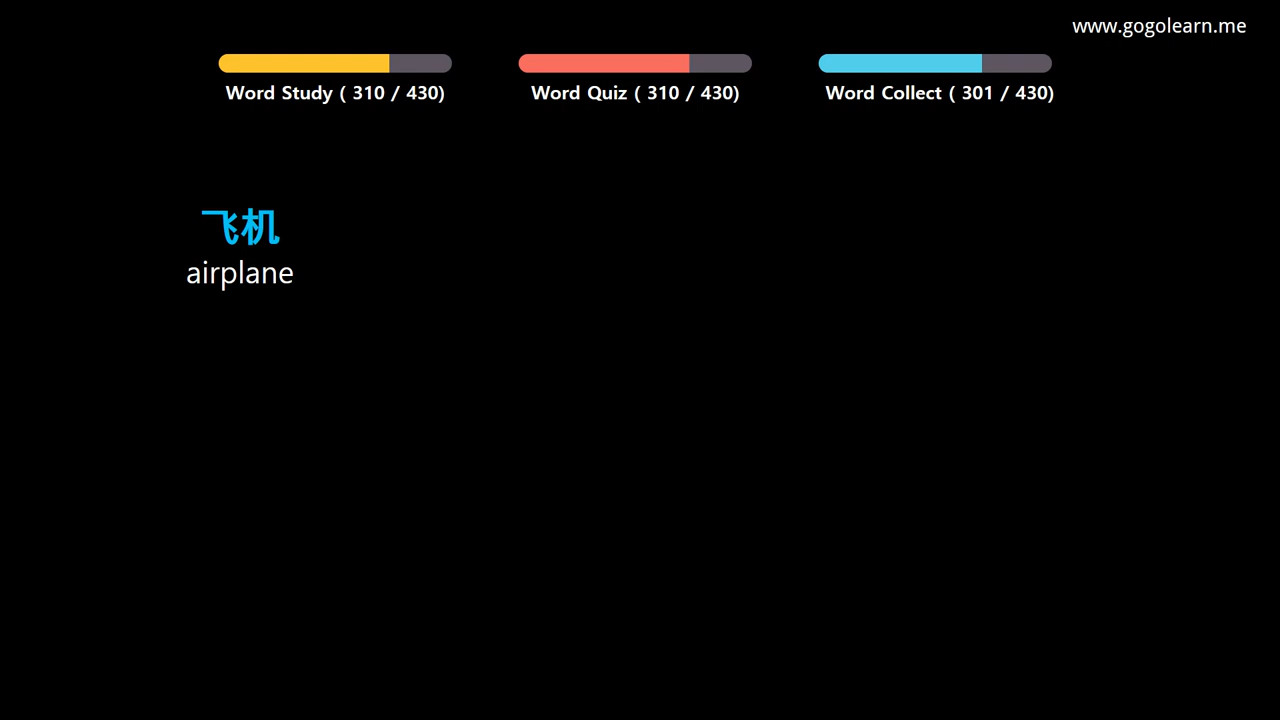 www.gogolearn.me
Word Study ( 310 / 430)
Word Quiz ( 310 / 430)
Word Collect ( 301 / 430)
飞机
airplane